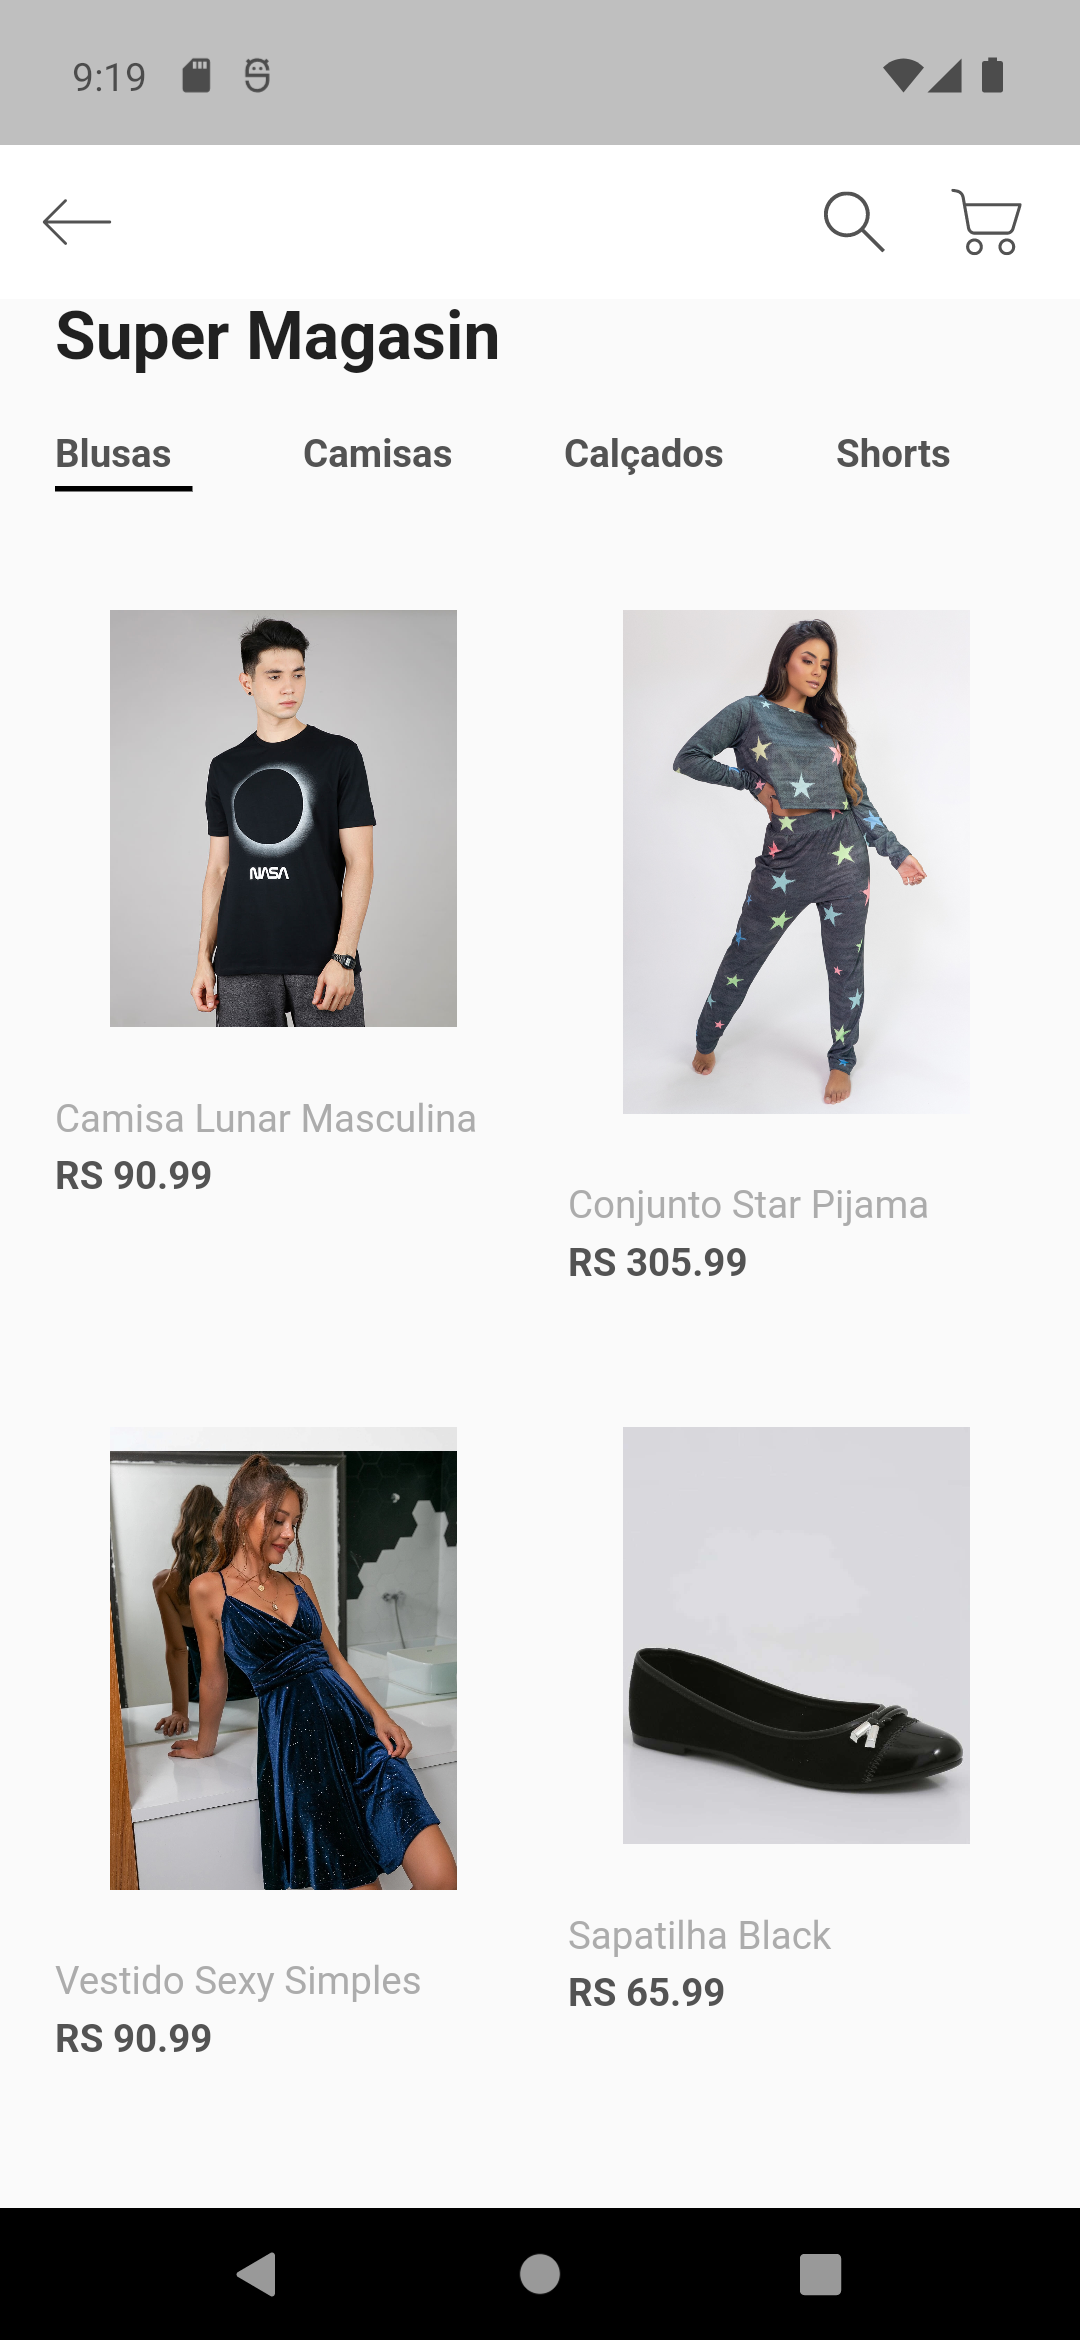 9:19
Super Magasin
Blusas Camisas Calçados Shorts
NASA
Camisa Lunar Masculina
RS 90.99
Conjunto Star Pijama
RS 305.99
Vestido Sexy Simples
RS 90.99
Sapatilha Black
RS 65.99